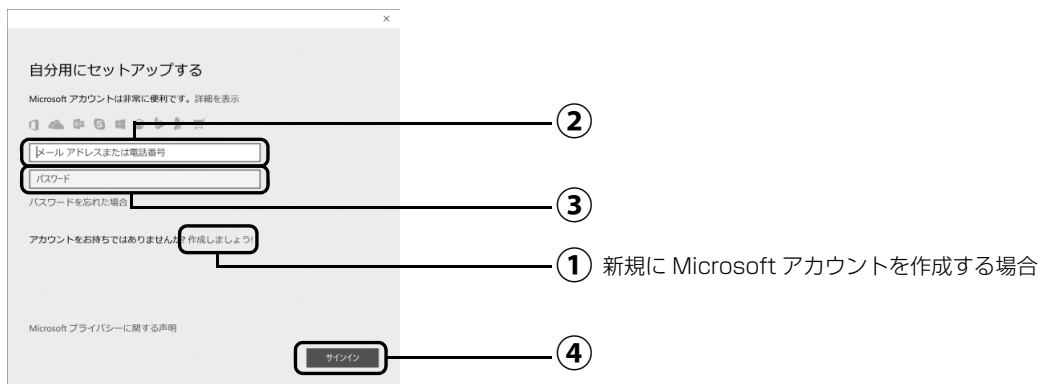 ×
自分用にセットアップする
Microsoft アカウントは非常に便利です。詳細を表示
メール アドレスまたは電話番号
②
パスワード
パスワードを忘れた場合
③
アカウントをお持ちではありませんか? 作成しましょう!
① 新規に Microsoft アカウントを作成する場合
Microsoft プライバシーに関する声明
サインイン
④